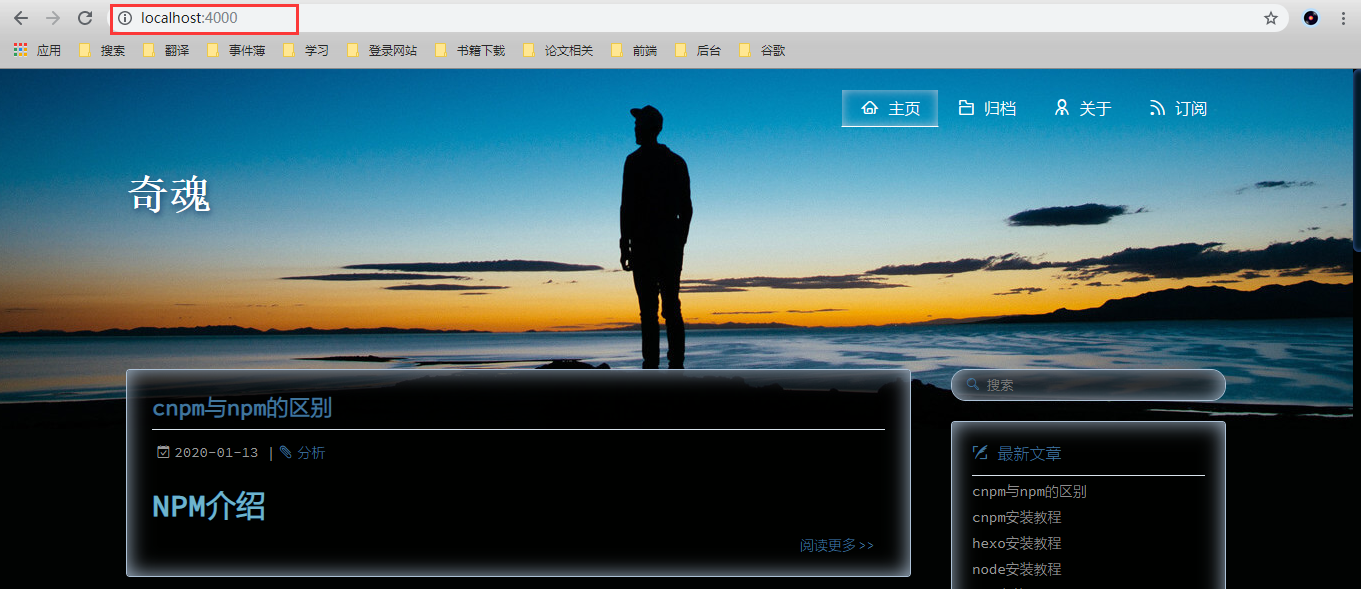 localhost:4000
应用 搜索 翻译 事件薄 学习 登录网站 书籍下载 论文相关 前端 后台 谷歌
主页 归档 关于 订阅
奇魂
cnpm与npm的区别
2020-01-13 | 分析
NPM介绍
阅读更多 >>
搜索
最新文章
cnpm与npm的区别
cnpm安装教程
hexo安装教程
node安装教程